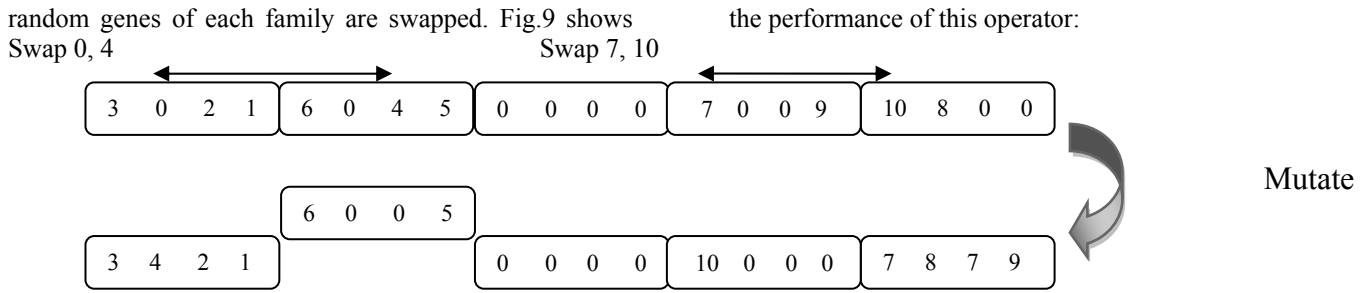 random genes of each family are swapped. Fig.9 shows the performance of this operator:
Swap 0, 4 Swap 7, 10
3 0 2 1 6 0 4 5 0 0 0 0 7 0 0 9 10 8 0 0
Mutate
6 0 0 5
3 4 2 1 0 0 0 0 10 0 0 0 7 8 7 9